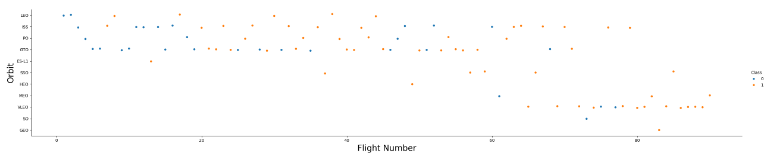 LEO
ISS
PO
GTO
ES-L1
SSO
HEO
MEO
VLEO
SO
GEO
Orbit
0
20
40
60
80
Flight Number
Class
0
1